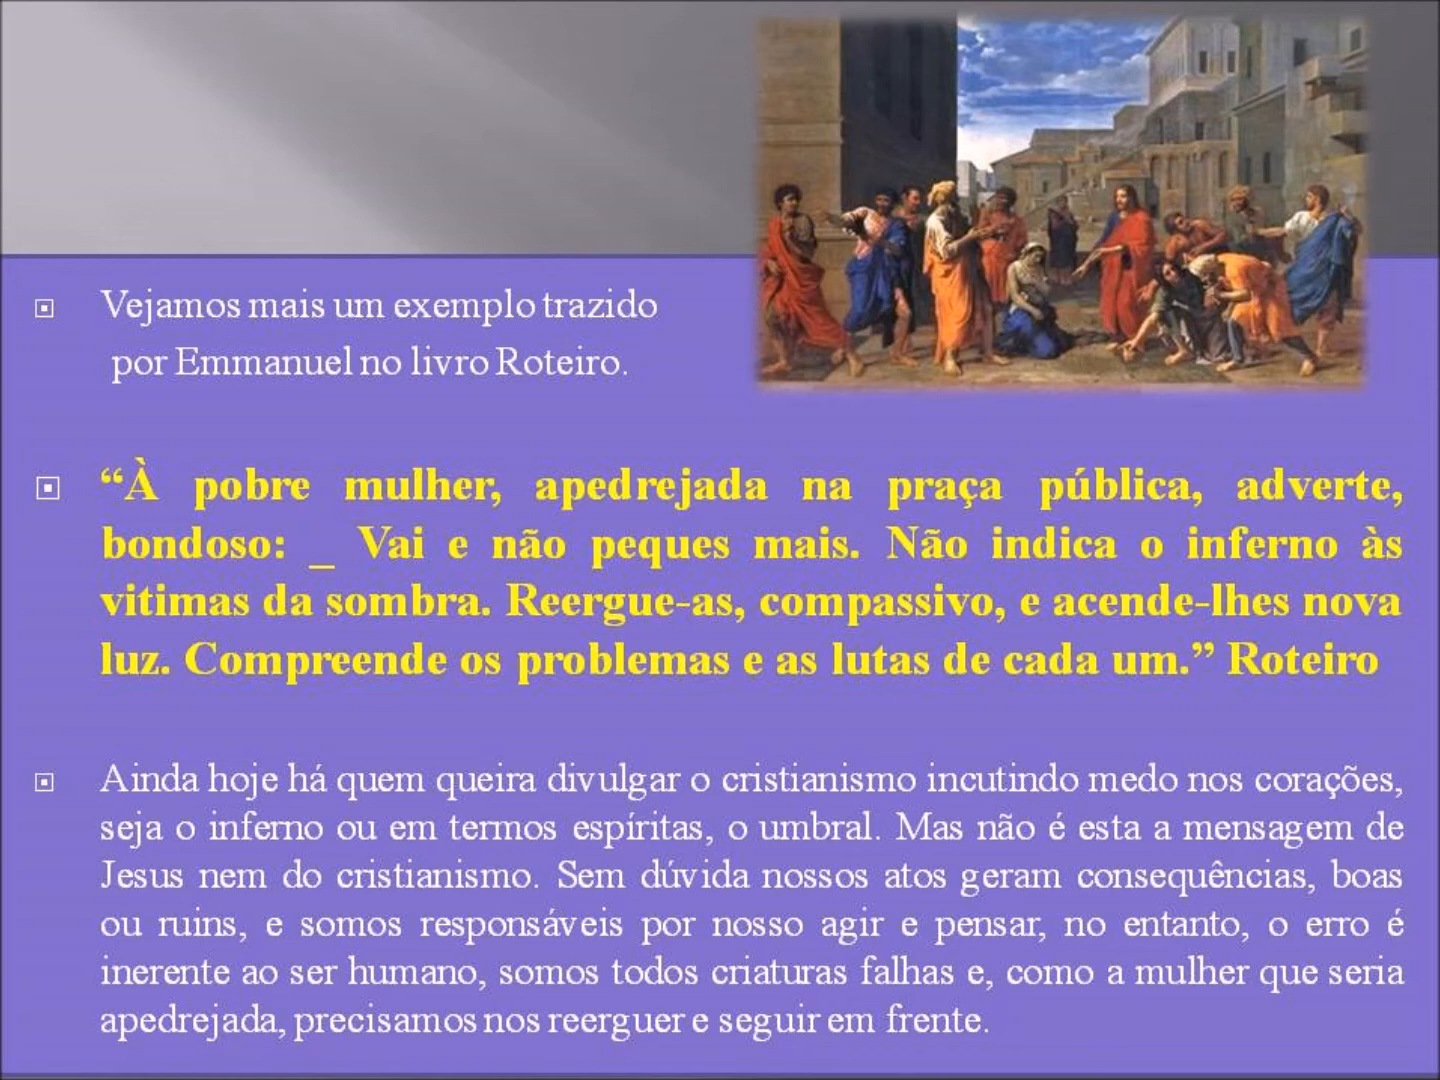 Vejamos mais um exemplo trazido
por Emmanuel no livro Roteiro.
“À pobre mulher, apedrejada na praça pública, adverte,
bondoso: _ Vai e não peques mais. Não indica o inferno às
vitimas da sombra. Reergue-as, compassivo, e acende-lhes nova
luz. Compreende os problemas e as lutas de cada um.” Roteiro
Ainda hoje há quem queira divulgar o cristianismo incutindo medo nos corações,
seja o inferno ou em termos espíritas, o umbral. Mas não é esta a mensagem de
Jesus nem do cristianismo. Sem dúvida nossos atos geram consequências, boas
ou ruins, e somos responsáveis por nosso agir e pensar, no entanto, o erro é
inerente ao ser humano, somos todos criaturas falhas e, como a mulher que seria
apedrejada, precisamos nos reerguer e seguir em frente.